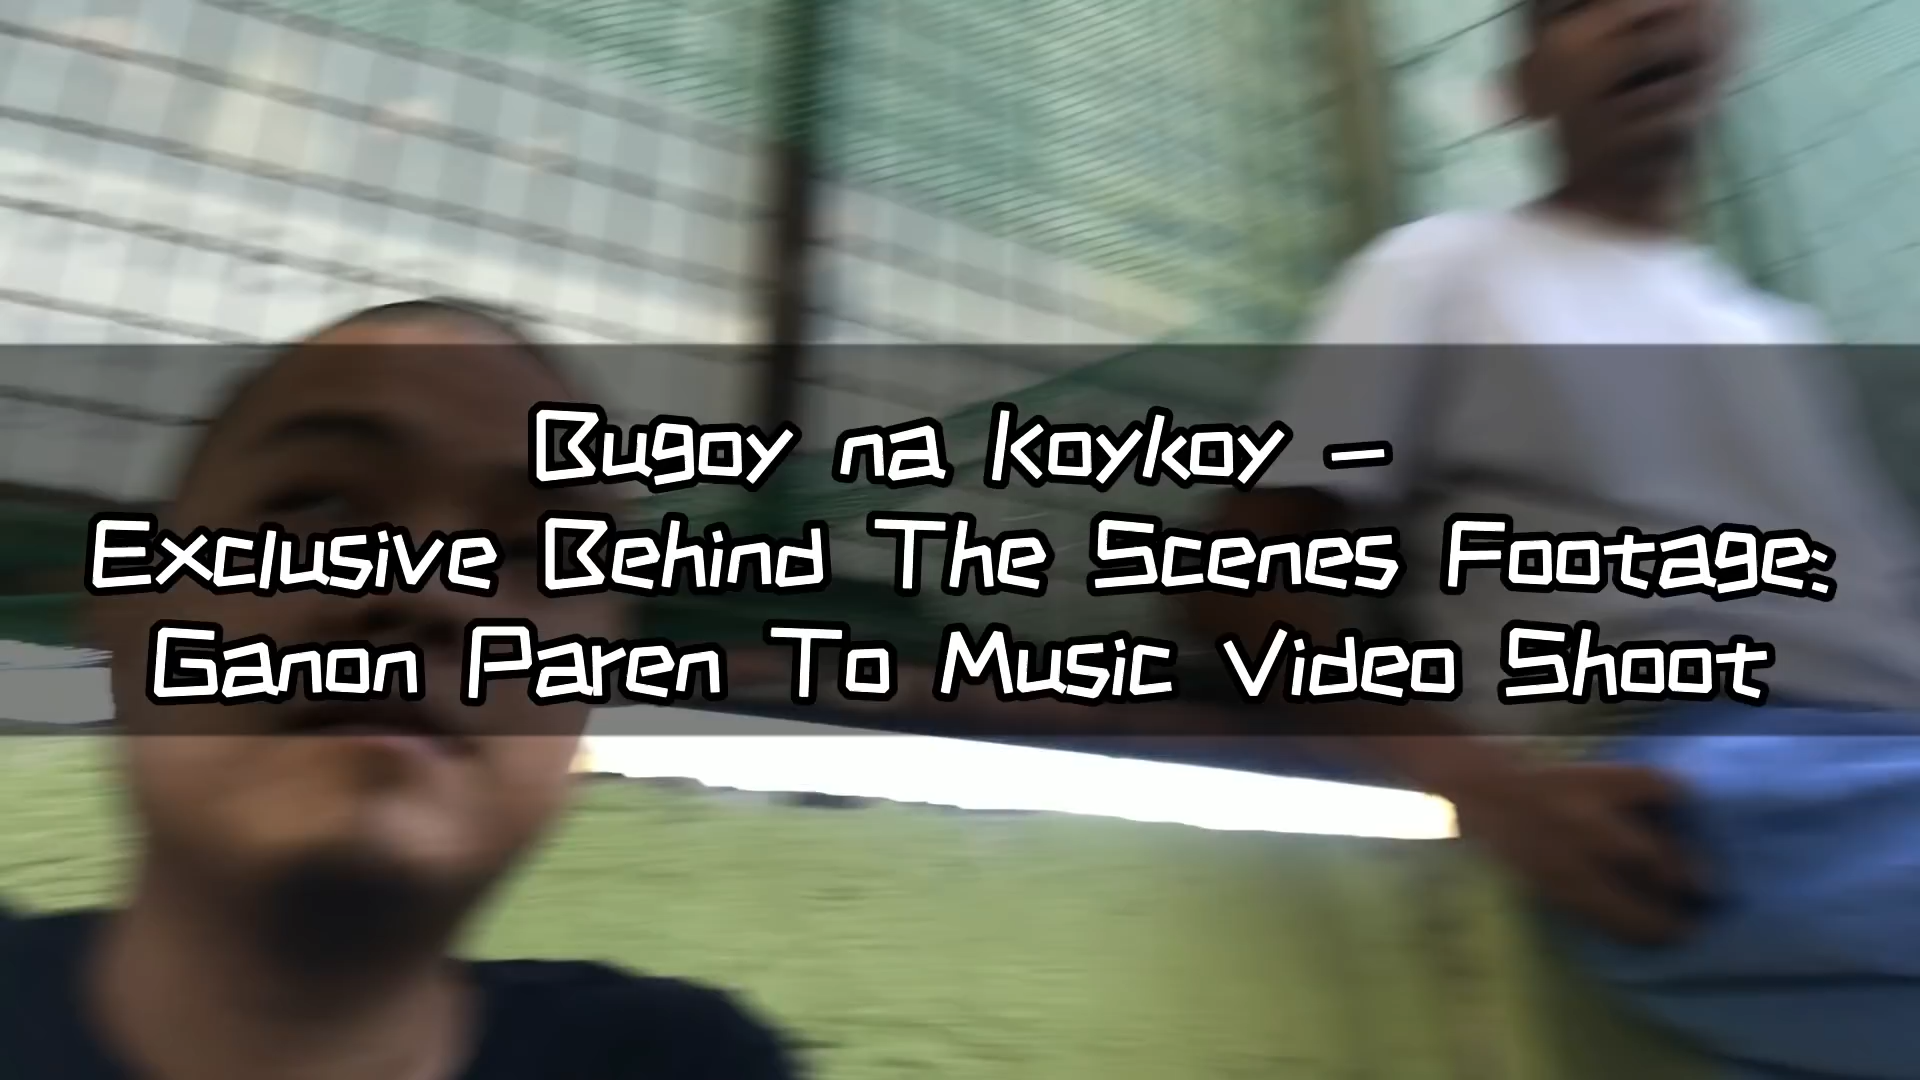 Bugoy na Koykoy -
Exclusive Behind The Scenes Footage:
Ganon Paren To Music Video Shoot